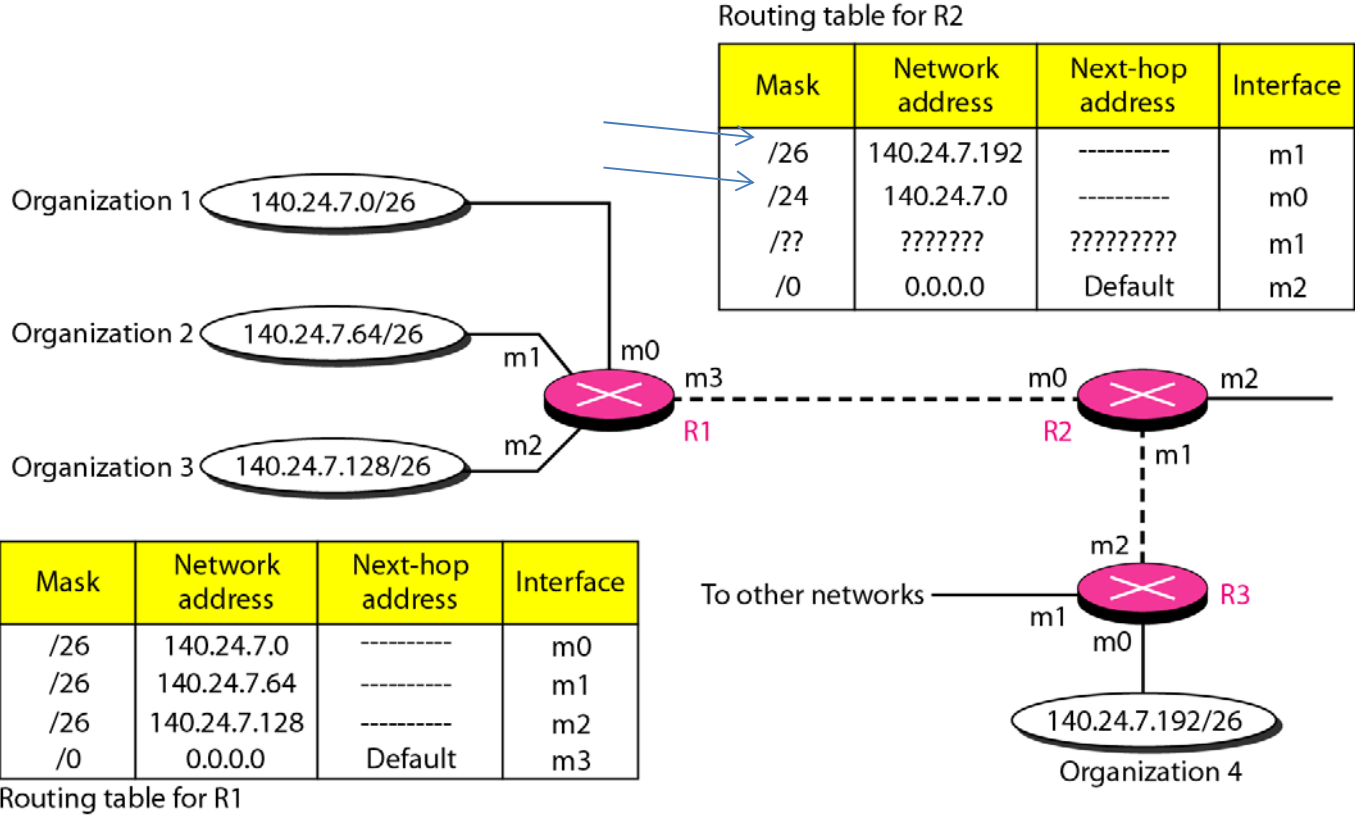 Routing table for R2
Mask Network address Next-hop address Interface
/26 140.24.7.192 ---------- m1
/24 140.24.7.0 ---------- m0
/?? ??????? ????????? m1
/0 0.0.0.0 Default m2
Organization 1 140.24.7.0/26
Organization 2 140.24.7.64/26
Organization 3 140.24.7.128/26
m0
m1
m2
m3
R1
m0
R2
m2
m1
m2
To other networks
m1
R3
m0
140.24.7.192/26
Organization 4
Mask Network address Next-hop address Interface
/26 140.24.7.0 ---------- m0
/26 140.24.7.64 ---------- m1
/26 140.24.7.128 ---------- m2
/0 0.0.0.0 Default m3
Routing table for R1